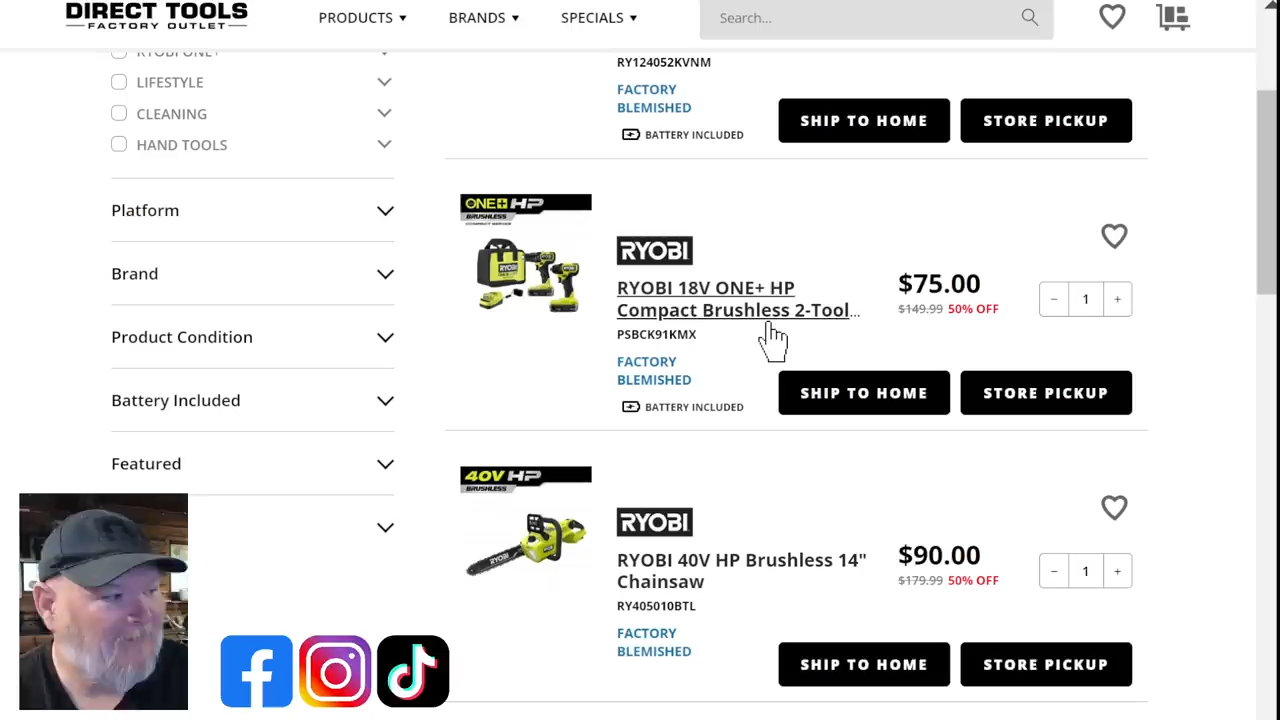 DIRECT TOOLS
FACTORY OUTLET
PRODUCTS
BRANDS
SPECIALS
Search...
RYOBI ONE+
LIFESTYLE
CLEANING
HAND TOOLS
Platform
Brand
Product Condition
Battery Included
Featured
RY124052KVNM
FACTORY
BLEMISHED
BATTERY INCLUDED
SHIP TO HOME
STORE PICKUP
ONE+ HP
BRUSHLESS
RYOBI
RYOBI 18V ONE+ HP
Compact Brushless 2-Tool...
PSBCK91KMX
FACTORY
BLEMISHED
BATTERY INCLUDED
$75.00
$149.99 50% OFF
− 1 +
SHIP TO HOME
STORE PICKUP
40V HP
BRUSHLESS
RYOBI
RYOBI
RYOBI 40V HP Brushless 14"
Chainsaw
RY405010BTL
FACTORY
BLEMISHED
$90.00
$179.99 50% OFF
− 1 +
SHIP TO HOME
STORE PICKUP